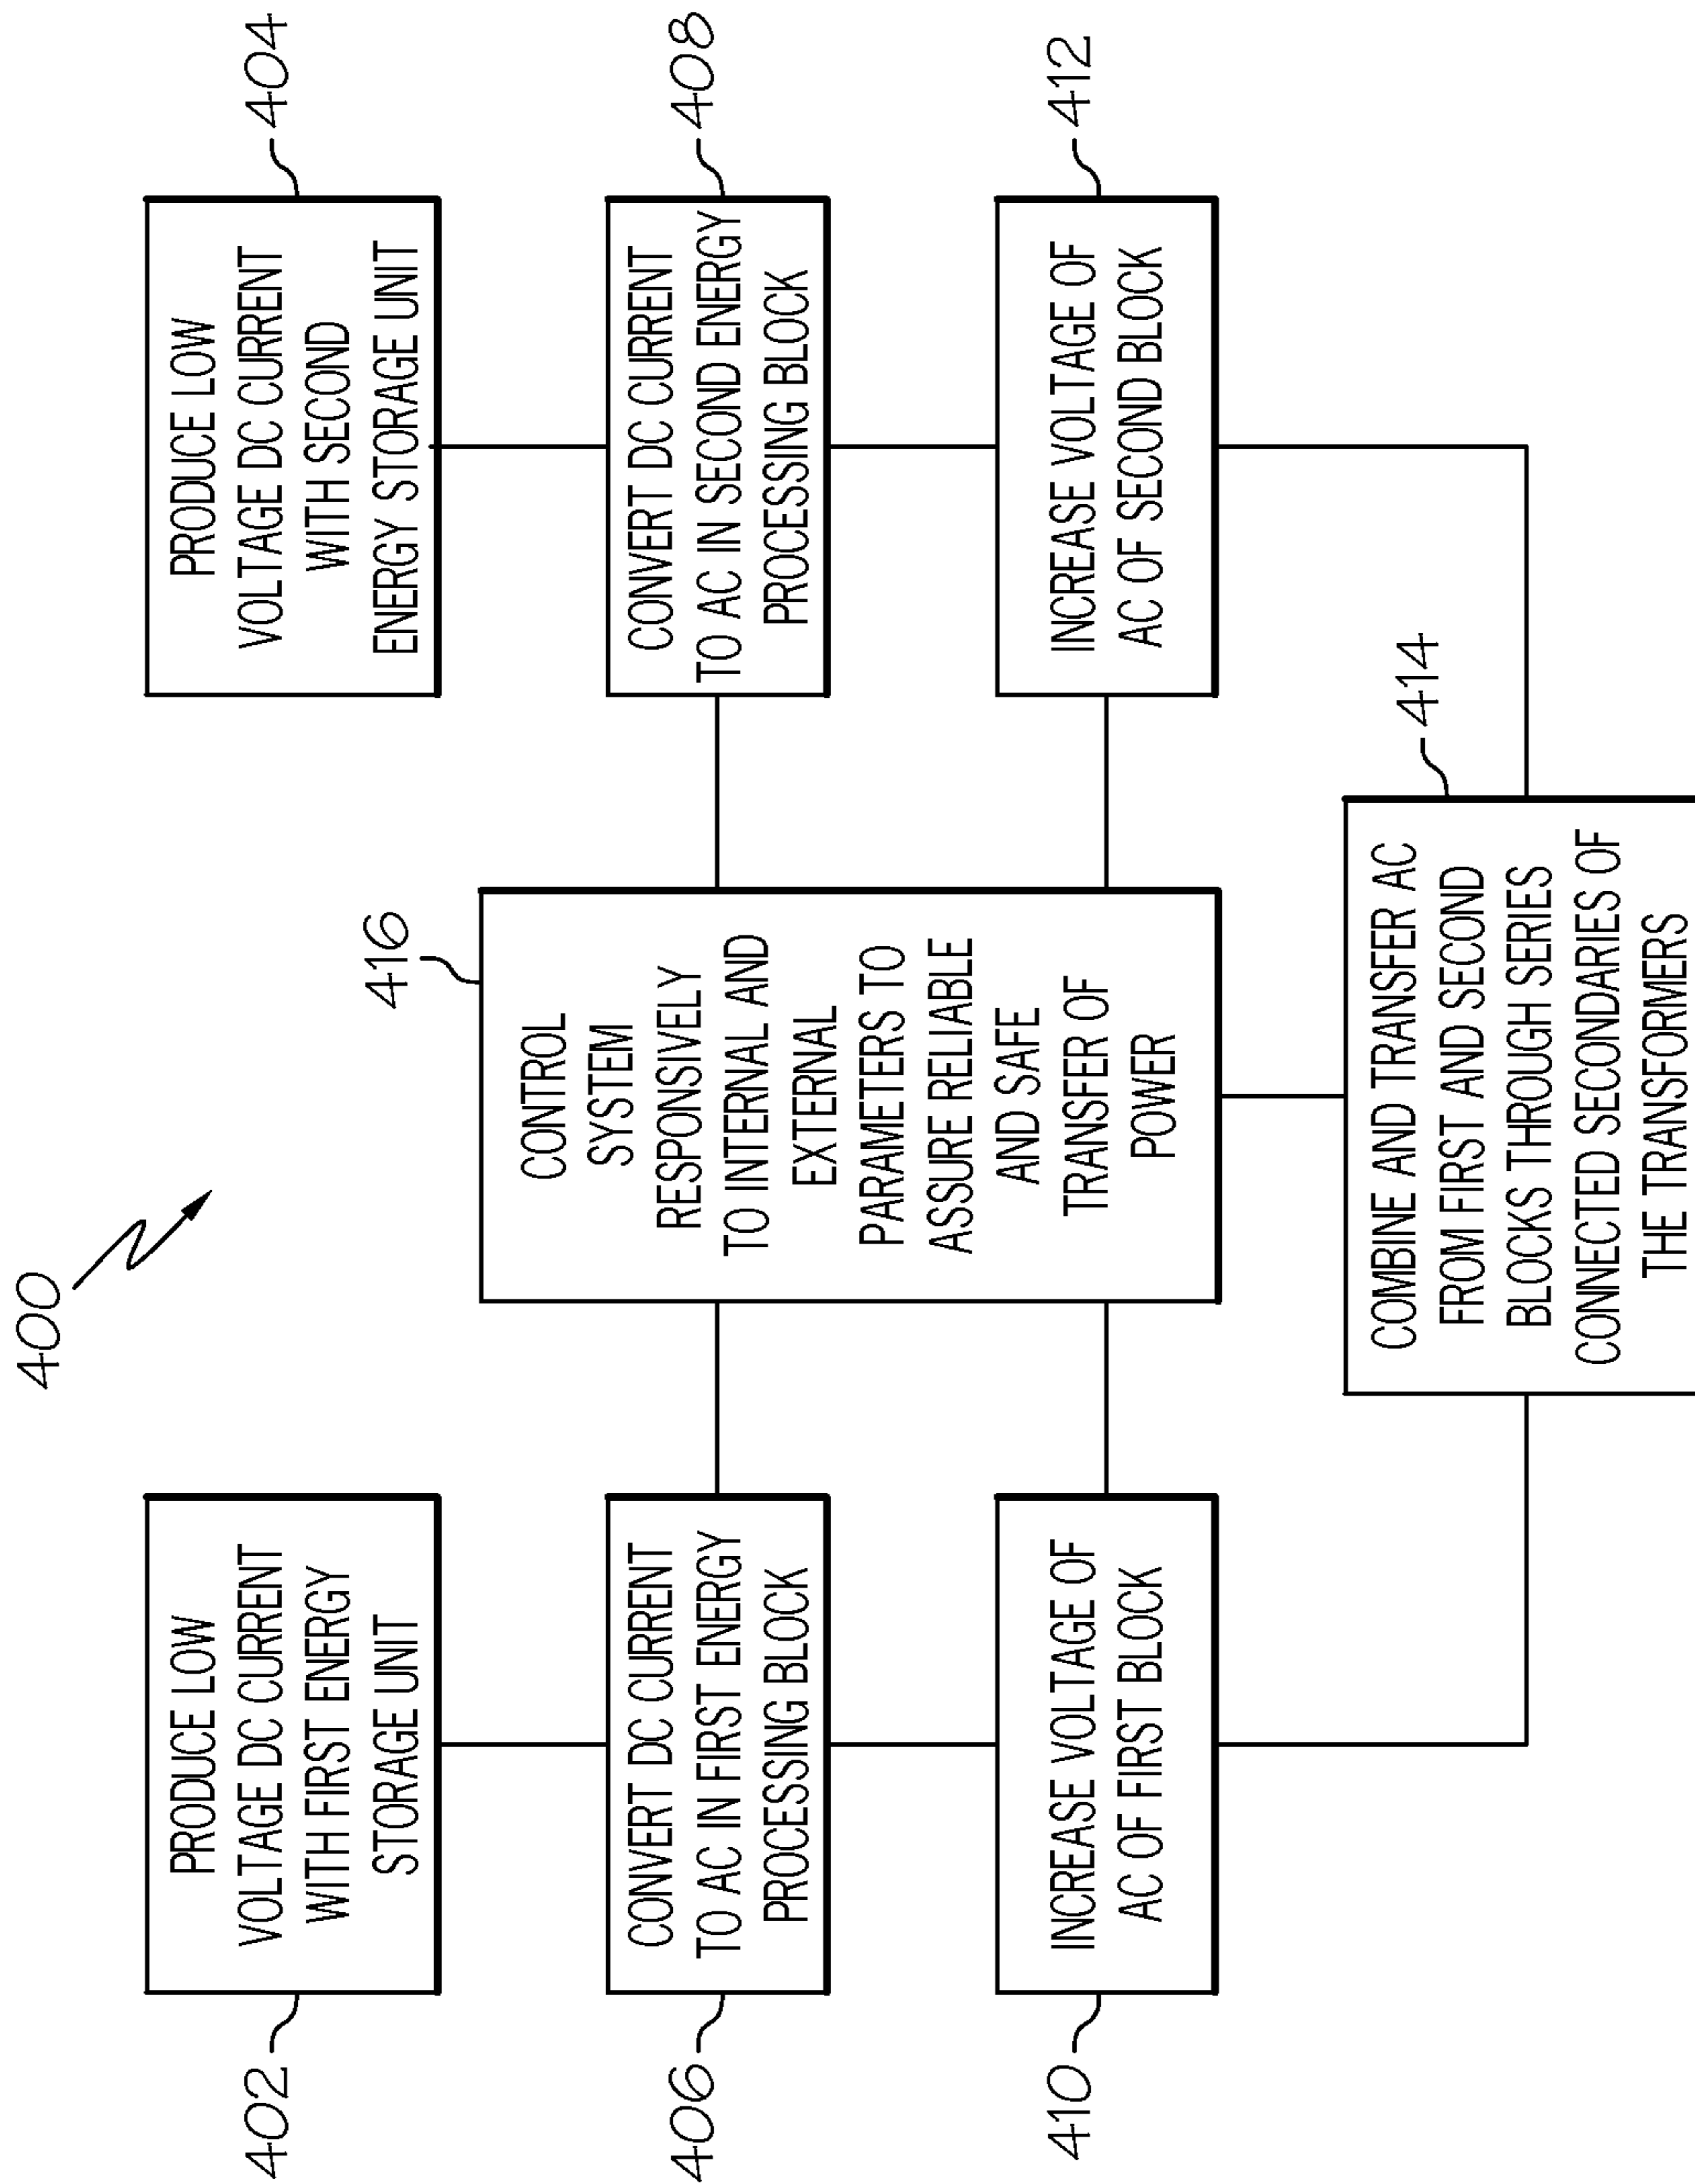 400
402
PRODUCE LOW
VOLTAGE DC CURRENT
WITH FIRST ENERGY
STORAGE UNIT
404
PRODUCE LOW
VOLTAGE DC CURRENT
WITH SECOND
ENERGY STORAGE UNIT
406
CONVERT DC CURRENT
TO AC IN FIRST ENERGY
PROCESSING BLOCK
416
CONTROL
SYSTEM
RESPONSIVELY
TO INTERNAL AND
EXTERNAL
PARAMETERS TO
ASSURE RELIABLE
AND SAFE
TRANSFER OF
POWER
408
CONVERT DC CURRENT
TO AC IN SECOND ENERGY
PROCESSING BLOCK
410
INCREASE VOLTAGE OF
AC OF FIRST BLOCK
412
INCREASE VOLTAGE OF
AC OF SECOND BLOCK
414
COMBINE AND TRANSFER AC
FROM FIRST AND SECOND
BLOCKS THROUGH SERIES
CONNECTED SECONDARIES OF
THE TRANSFORMERS